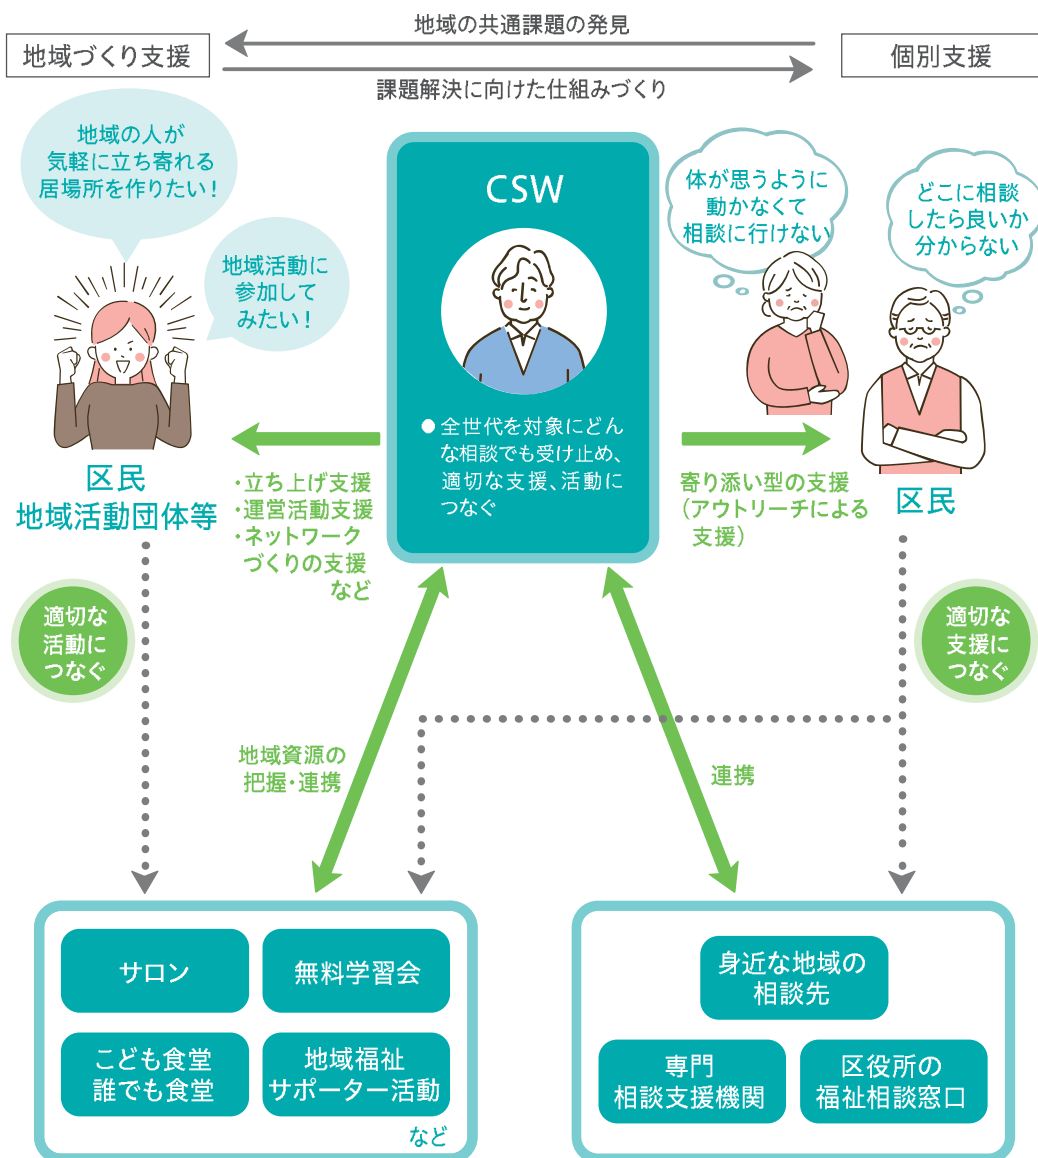 地域の共通課題の発見
地域づくり支援
個別支援
課題解決に向けた仕組みづくり
地域の人が
気軽に立ち寄れる
居場所を作りたい！
地域活動に
参加して
みたい！
CSW
● 全世代を対象にどん
な相談でも受け止め、
適切な支援、活動に
つなぐ
体が思うように
動かなくて
相談に行けない
どこに相談
したら良いか
分からない
区民
地域活動団体等
・立ち上げ支援
・運営活動支援
・ネットワーク
づくりの支援
など
寄り添い型の支援
（アウトリーチによる
支援）
区民
適切な
活動に
つなぐ
適切な
支援に
つなぐ
地域資源の
把握・連携
連携
サロン
無料学習会
こども食堂
誰でも食堂
地域福祉
サポーター活動
など
身近な地域の
相談先
専門
相談支援機関
区役所の
福祉相談窓口